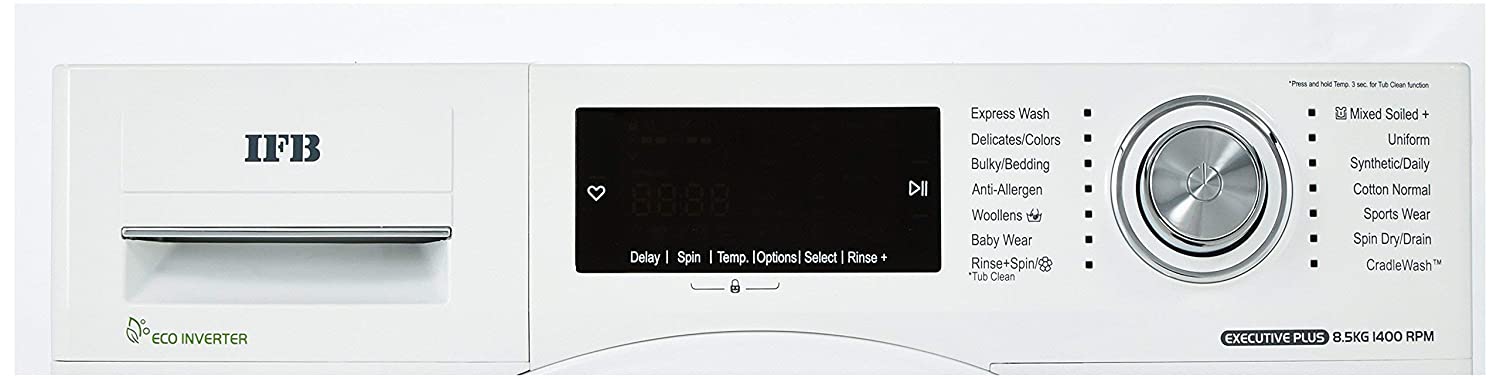 IFB
ECO INVERTER
Delay | Spin | Temp. | Options | Select | Rinse +
*Press and hold Temp. 3 sec. for Tub Clean function
Express Wash
Delicates/Colors
Bulky/Bedding
Anti-Allergen
Woollens
Baby Wear
Rinse+Spin/
*Tub Clean
Mixed Soiled +
Uniform
Synthetic/Daily
Cotton Normal
Sports Wear
Spin Dry/Drain
CradleWash™
EXECUTIVE PLUS 8.5KG 1400 RPM